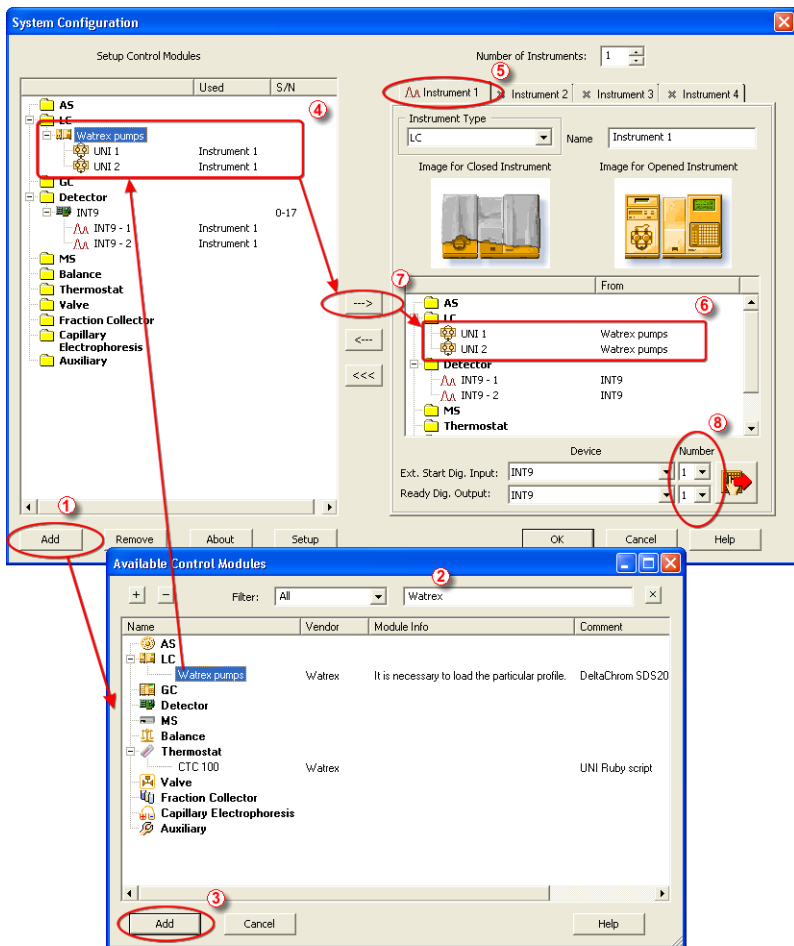 System Configuration
Setup Control Modules
Number of Instruments: 1
5
Used S/N
4
AS
LC
Watrex pumps
UNI 1 Instrument 1
UNI 2 Instrument 1
GC
Detector
INT9 0-17
INT9 - 1 Instrument 1
INT9 - 2 Instrument 1
MS
Balance
Thermostat
Valve
Fraction Collector
Capillary
Electrophoresis
Auxiliary
--->
<---
<<<
Instrument 1 Instrument 2 Instrument 3 Instrument 4
Instrument Type
LC Name Instrument 1
Image for Closed Instrument Image for Opened Instrument
7
From
6
AS
LC
UNI 1 Watrex pumps
UNI 2 Watrex pumps
Detector
INT9 - 1 INT9
INT9 - 2 INT9
MS
Thermostat
8
Device Number
Ext. Start Dig. Input: INT9 1
Ready Dig. Output: INT9 1
1
Add Remove About Setup OK Cancel Help
Available Control Modules
2
+ - Filter: All Watrex ×
Name Vendor Module Info Comment
AS
LC
Watrex pumps Watrex It is necessary to load the particular profile. DeltaChrom SDS20
GC
Detector
MS
Balance
Thermostat
CTC 100 Watrex UNI Ruby script
Valve
Fraction Collector
Capillary Electrophoresis
Auxiliary
3
Add Cancel Help